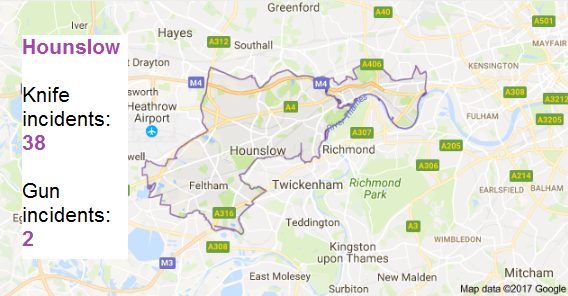 Hounslow
Knife
incidents:
38
Gun
incidents:
2
Iver
Hayes
Greenford
A40
A501
A312
Southall
A406
MAYFAIR
Drayton
M4
M4
KENSINGTON
A4
A308
A3212
sworth
Heathrow
Airport
River Thames
A307
FULHAM
A3205
Hounslow
Richmond
A205
well
A306
Feltham
Twickenham
Richmond
Park
A214
EARLSFIELD
BALHAM
A316
Teddington
A3
A308
WIMBLEDON
M3
Kingston
upon Thames
East Molesey
New Malden
Mitcham
Surbiton
Map data ©2017 Google